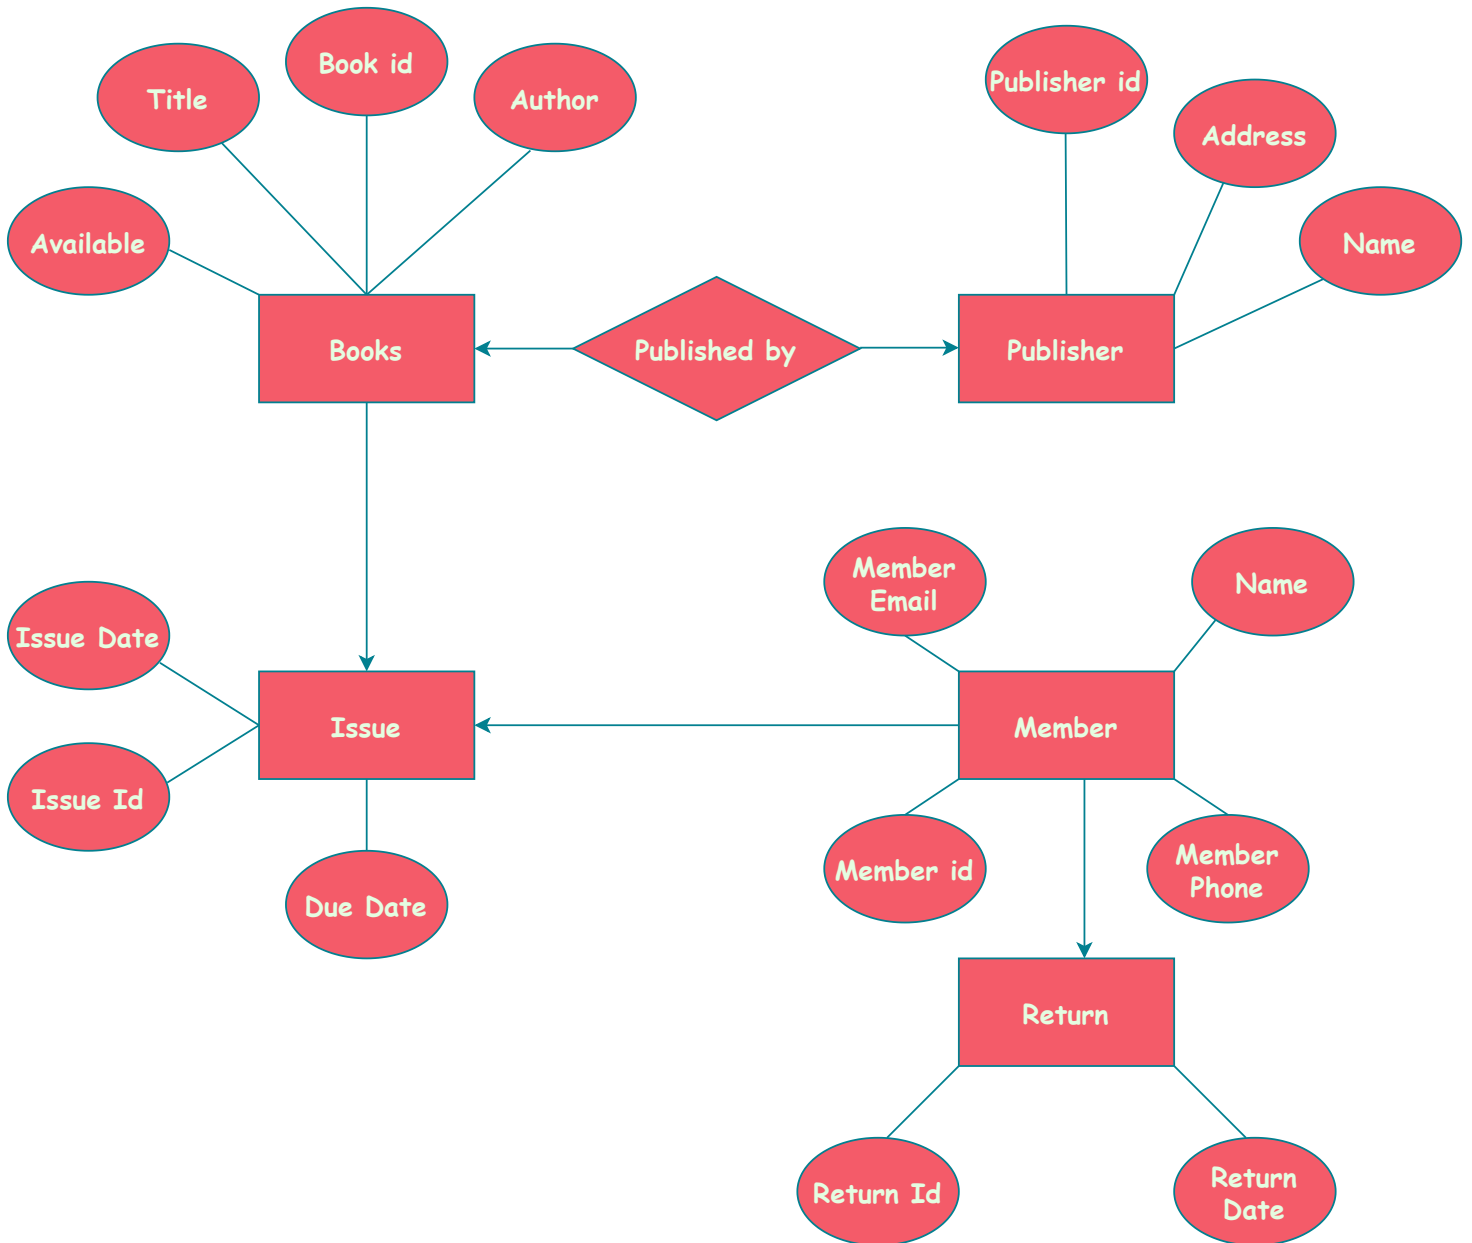 Book id
Publisher id
Title
Author
Address
Available
Name
Books
Published by
Publisher
Member
Email
Name
Issue Date
Issue
Member
Issue Id
Member id
Member
Phone
Due Date
Return
Return Id
Return
Date